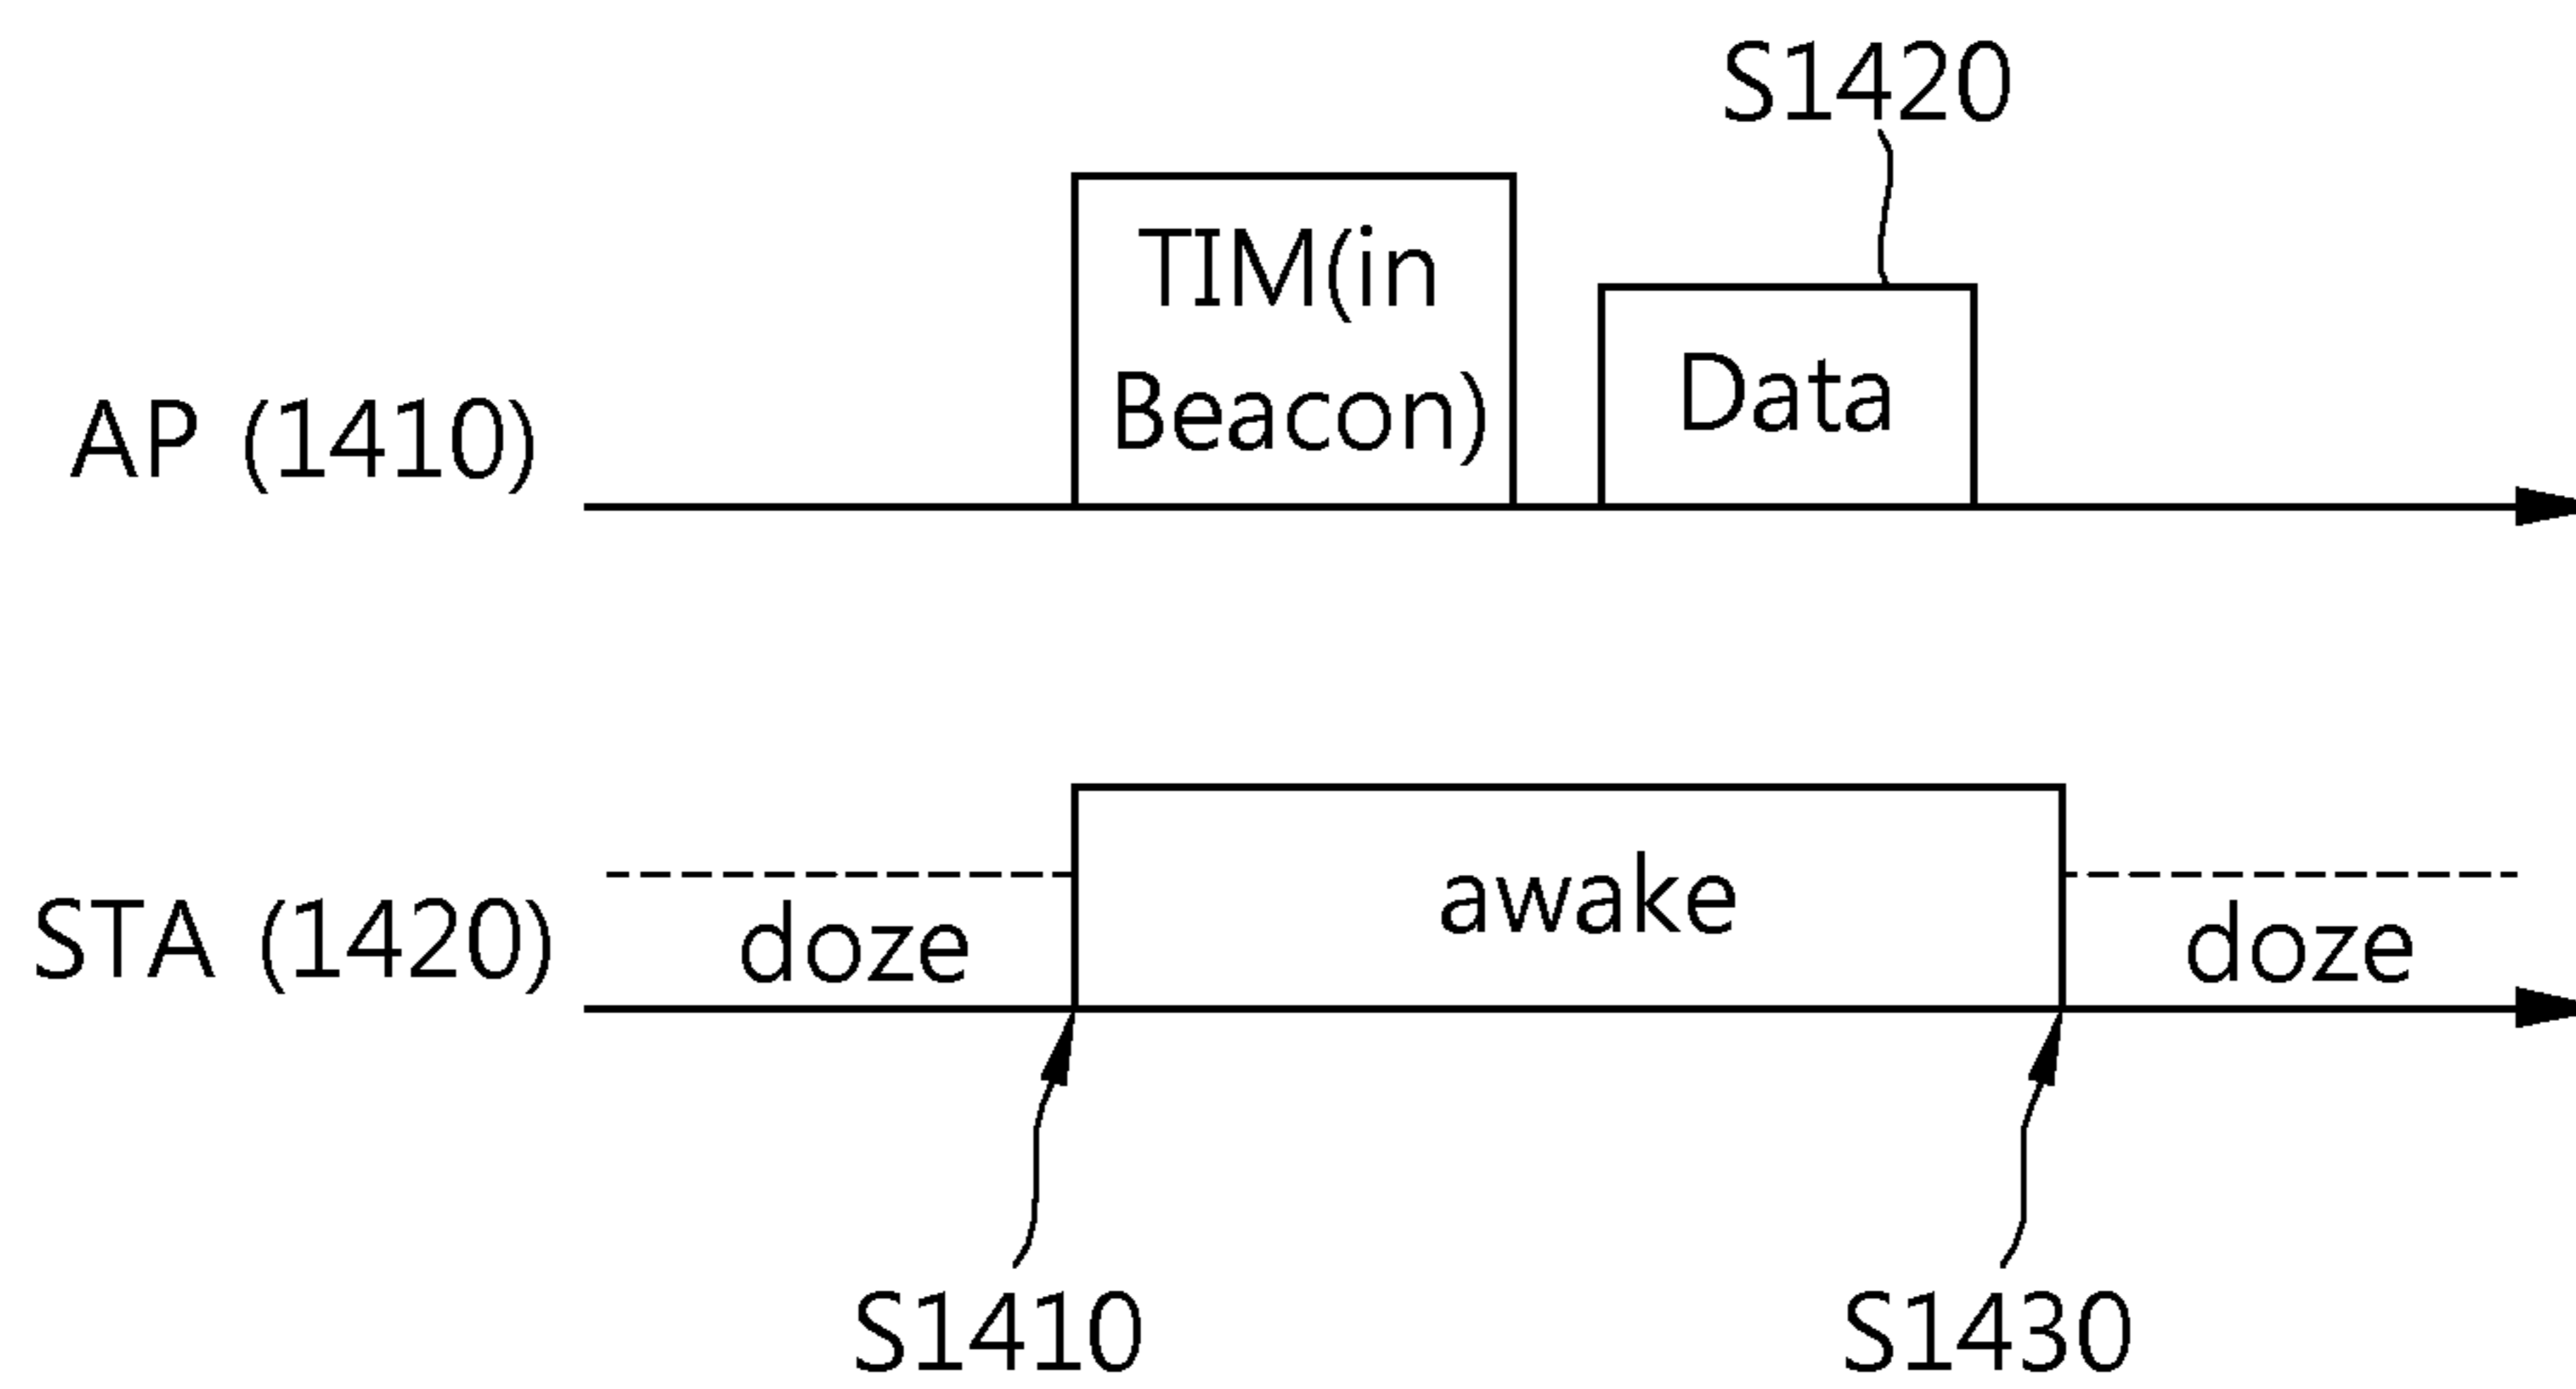 S1420
TIM(in
Beacon)
Data
AP (1410)
awake
STA (1420)
doze
doze
S1410
S1430